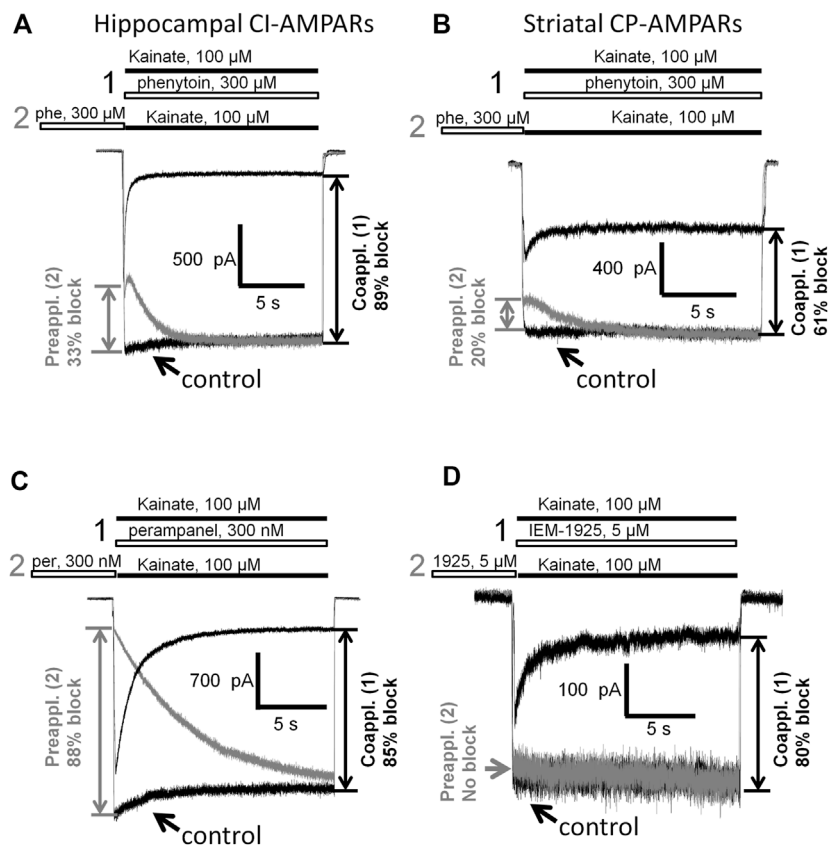 A
Hippocampal CI-AMPARs
Kainate, 100 µM
1
phenytoin, 300 µM
2
phe, 300 µM
Kainate, 100 µM
500 pA
5 s
Preappl. (2)
33% block
Coappl. (1)
89% block
control
B
Striatal CP-AMPARs
Kainate, 100 µM
1
phenytoin, 300 µM
2
phe, 300 µM
Kainate, 100 µM
400 pA
5 s
Preappl. (2)
20% block
Coappl. (1)
61% block
control
C
Kainate, 100 µM
1
perampanel, 300 nM
2
per, 300 nM
Kainate, 100 µM
700 pA
5 s
Preappl. (2)
88% block
Coappl. (1)
85% block
control
D
Kainate, 100 µM
1
IEM-1925, 5 µM
2
1925, 5 µM
Kainate, 100 µM
100 pA
5 s
Preappl. (2)
No block
Coappl. (1)
80% block
control